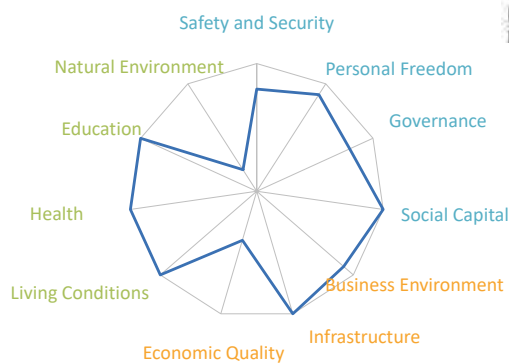 Safety and Security
Natural Environment
Personal Freedom
Education
Governance
Health
Social Capital
Living Conditions
Business Environment
Infrastructure
Economic Quality